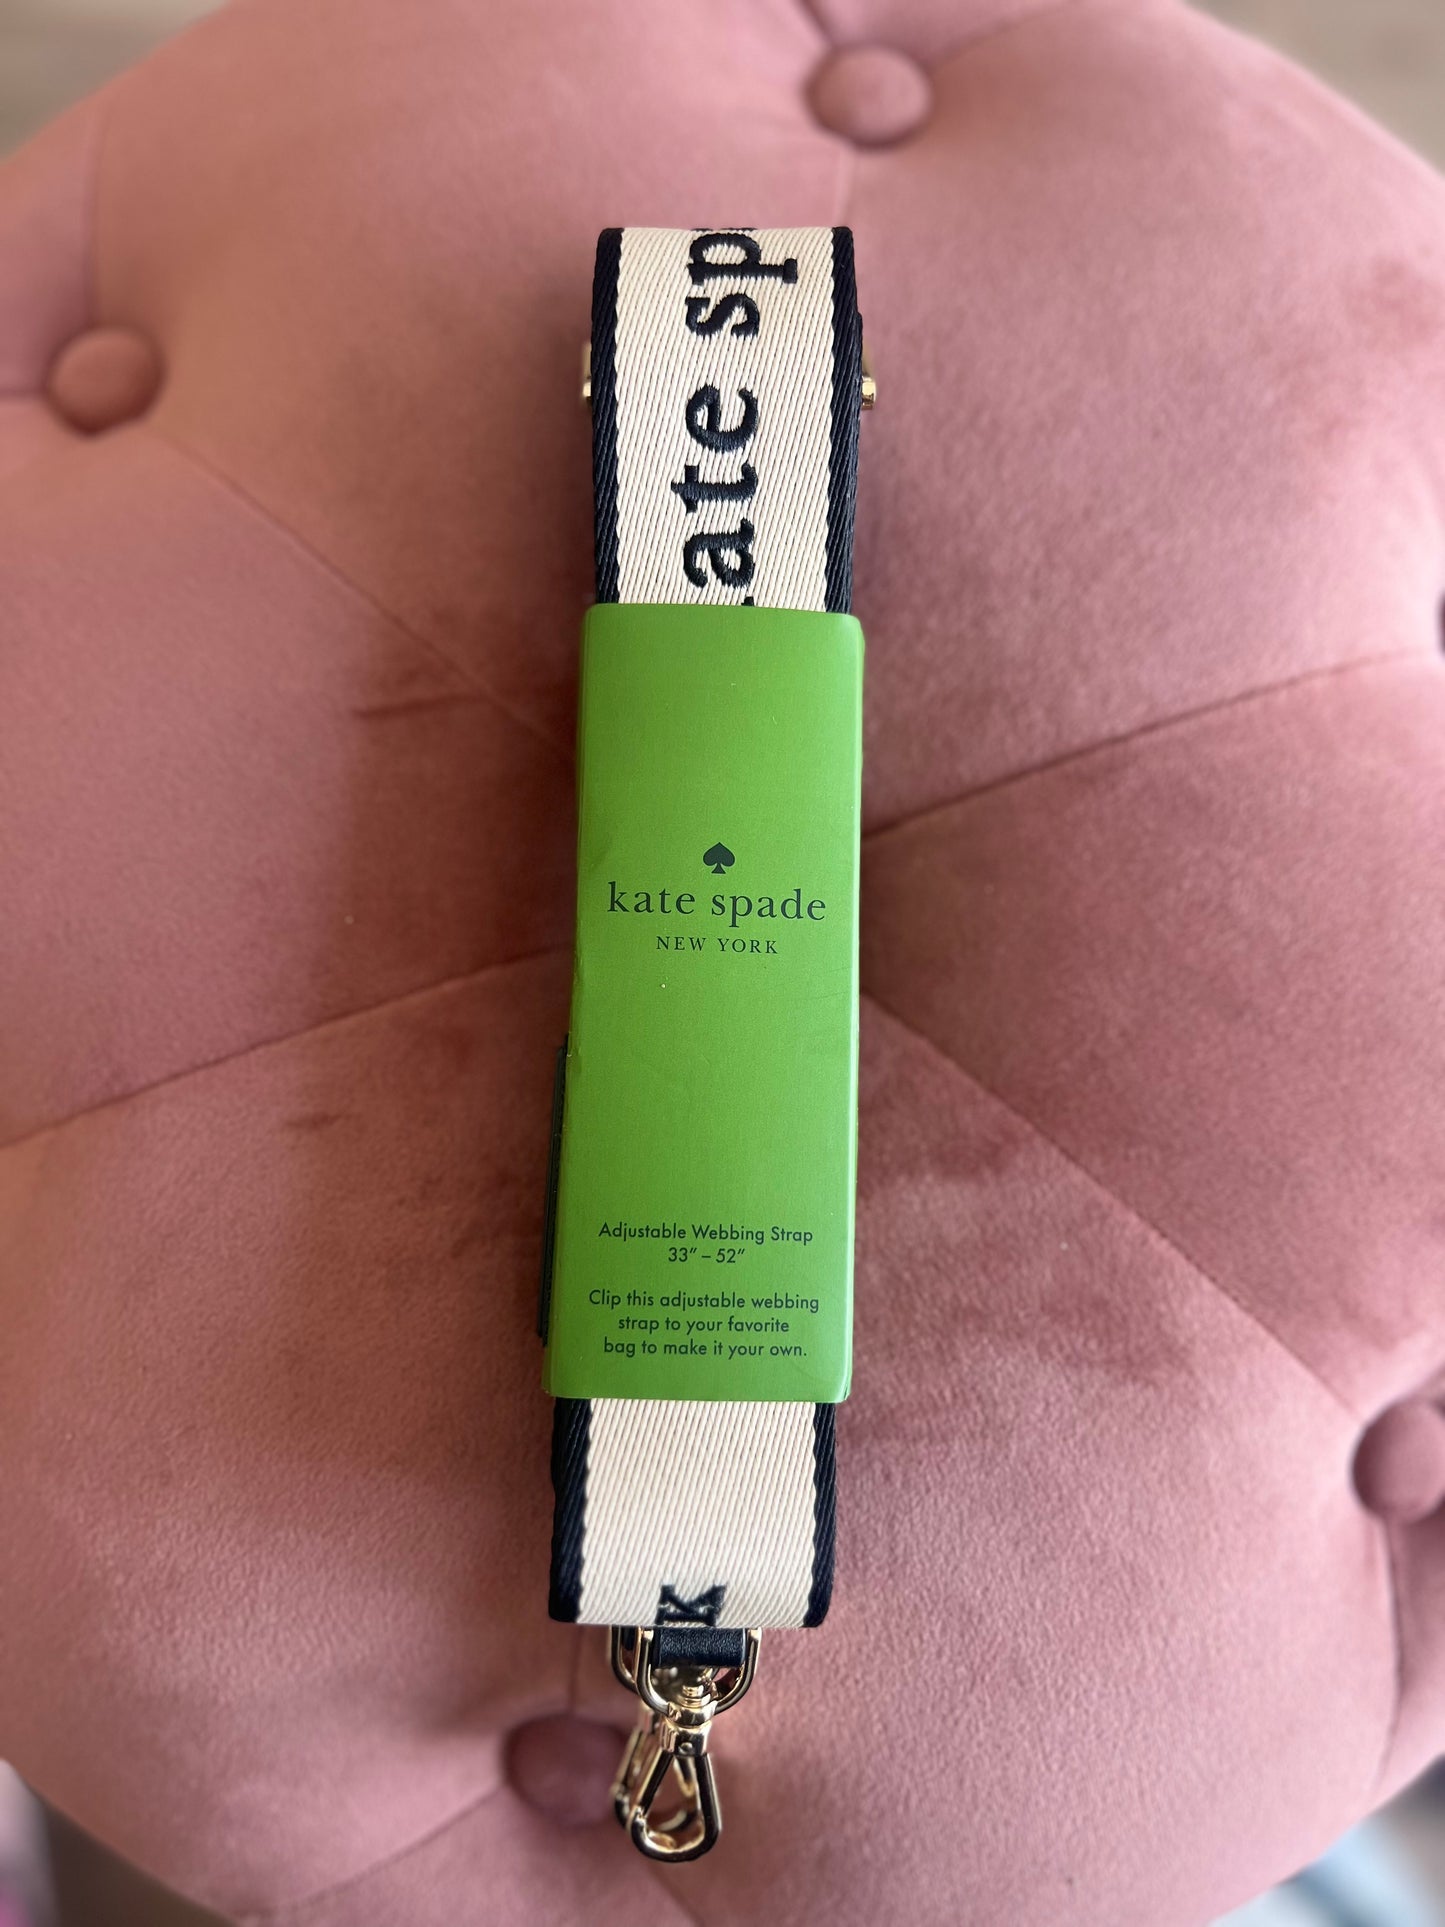 ate sp
kate spade
NEW YORK
Adjustable Webbing Strap
33” – 52”
Clip this adjustable webbing
strap to your favorite
bag to make it your own.
k